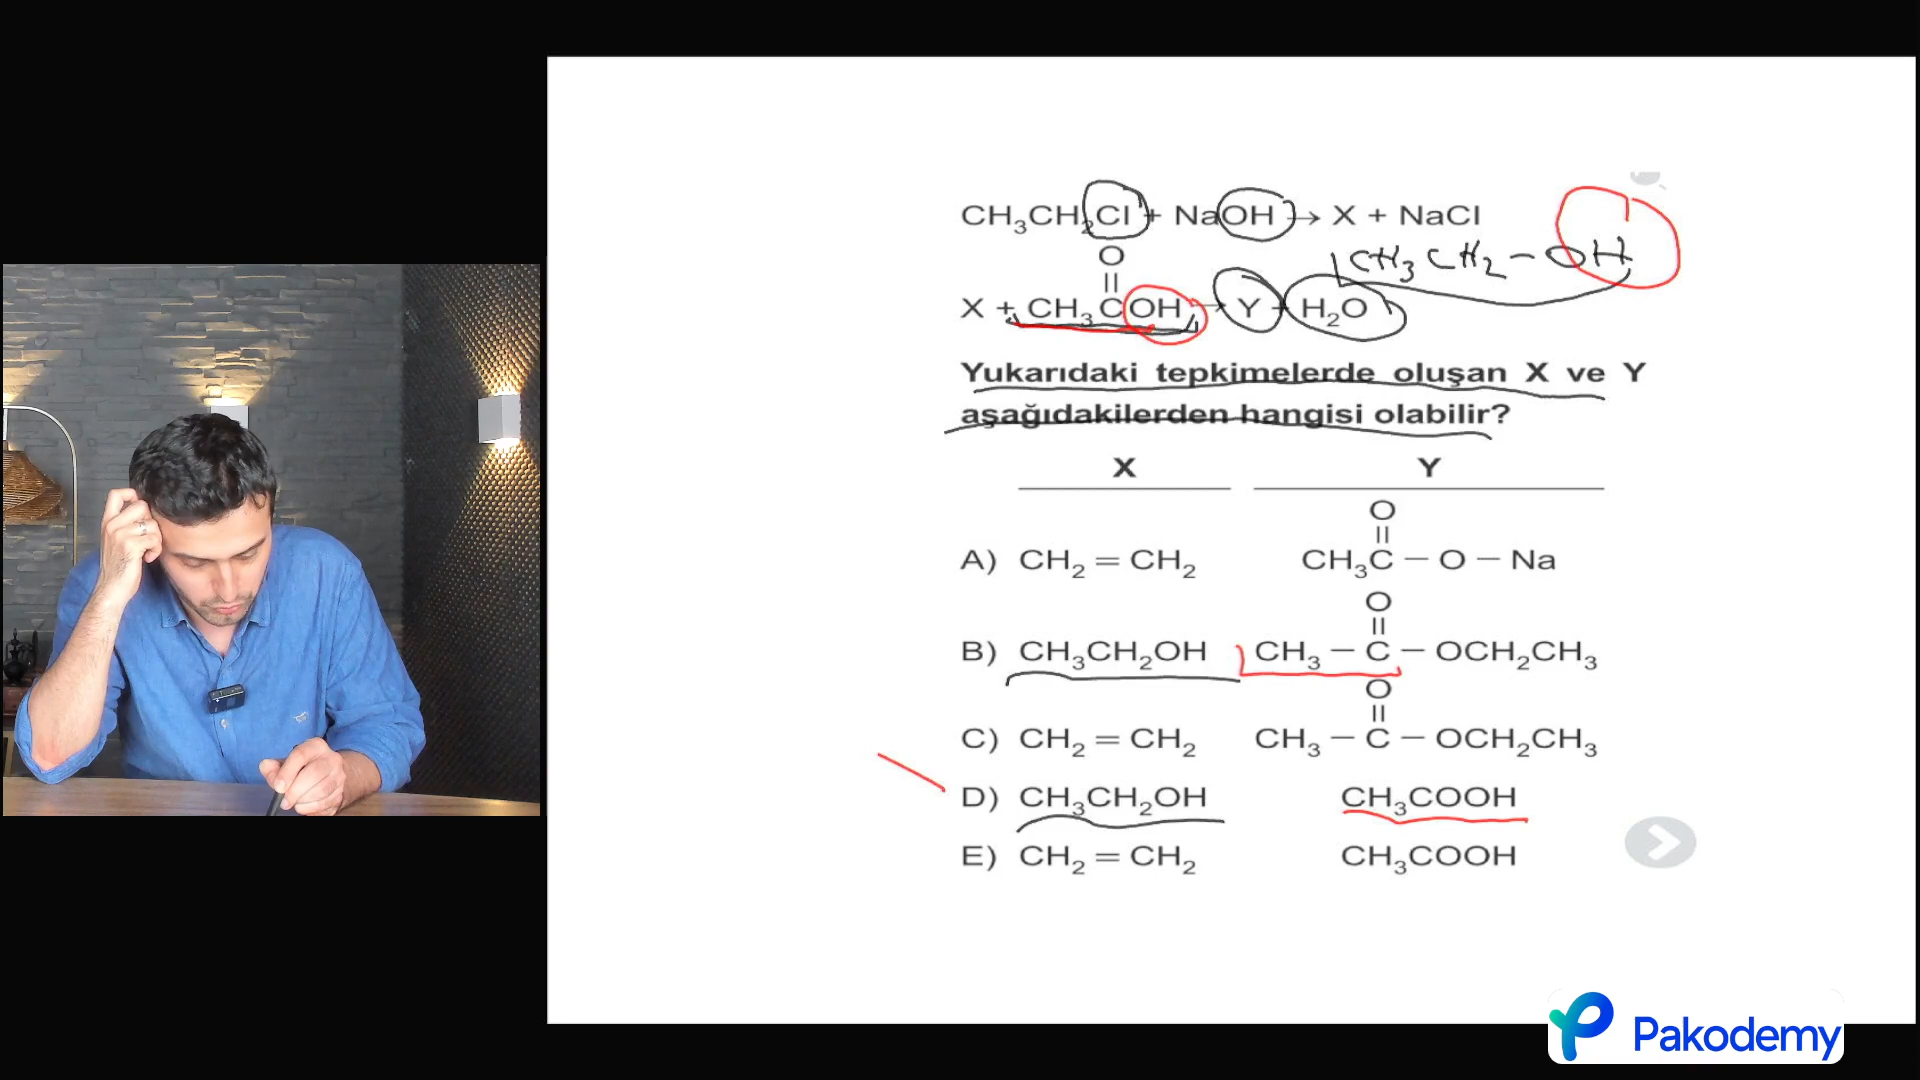 CH₃CH₂Cl + NaOH → X + NaCl
CH₃CH₂-OH
O
X + CH₃COH → Y + H₂O
Yukarıdaki tepkimelerde oluşan X ve Y
aşağıdakilerden hangisi olabilir?
X Y
O
A) CH₂ = CH₂ CH₃C – O – Na
O
B) CH₃CH₂OH CH₃ – C – OCH₂CH₃
O
C) CH₂ = CH₂ CH₃ – C – OCH₂CH₃
D) CH₃CH₂OH CH₃COOH
E) CH₂ = CH₂ CH₃COOH
Pakodemy